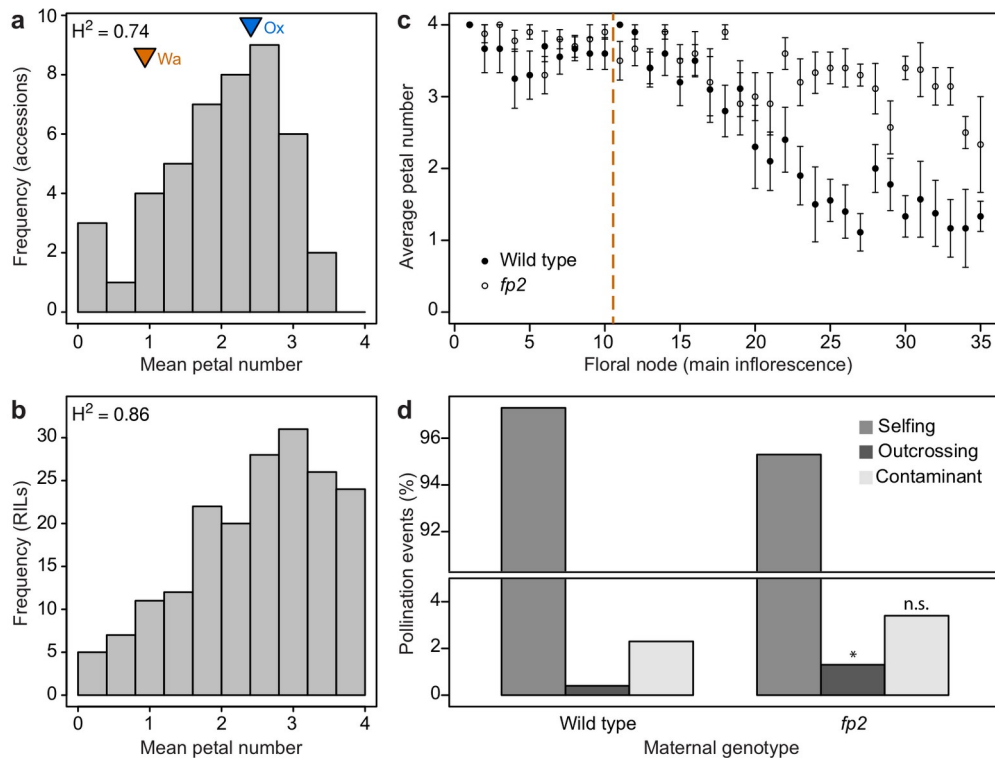 a
H² = 0.74
Wa
Ox
Frequency (accessions)
10
8
6
4
2
0
0 1 2 3 4
Mean petal number
b
H² = 0.86
Frequency (RILs)
30
25
20
15
10
5
0
0 1 2 3 4
Mean petal number
c
Average petal number
4
3
2
1
0
Wild type
fp2
0 5 10 15 20 25 30 35
Floral node (main inflorescence)
d
Pollination events (%)
96
94
92
4
2
0
Selfing
Outcrossing
Contaminant
n.s.
*
Wild type fp2
Maternal genotype